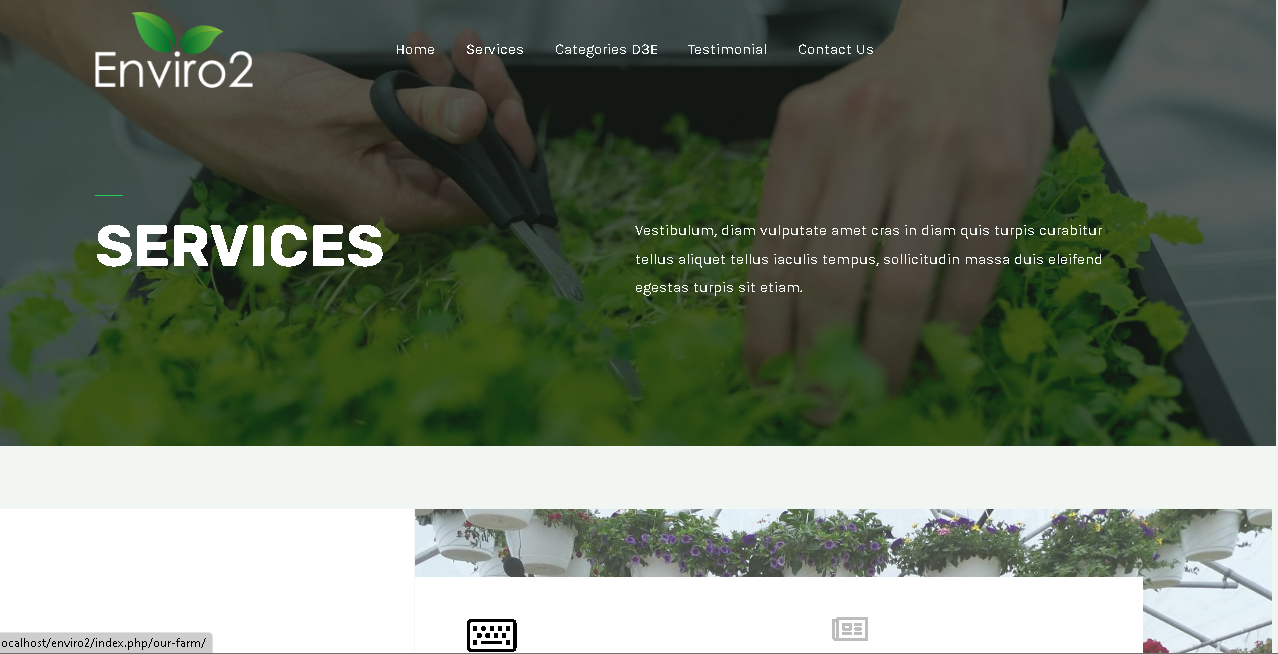 Enviro2
Home Services Categories D3E Testimonial Contact Us
SERVICES
Vestibulum, diam vulputate amet cras in diam quis turpis curabitur
tellus aliquet tellus iaculis tempus, sollicitudin massa duis eleifend
egestas turpis sit etiam.
ocalhost/enviro2/index.php/our-farm/